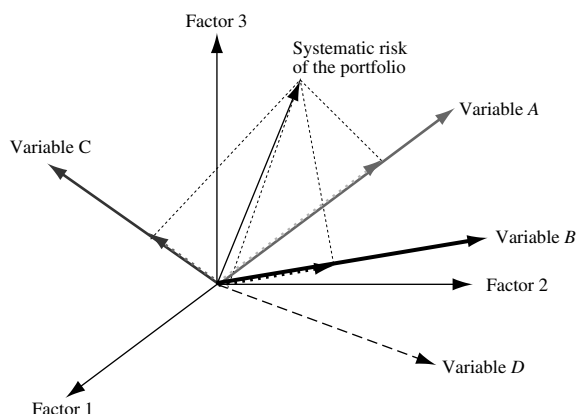 Factor 3
Systematic risk
of the portfolio
Variable A
Variable C
Variable B
Factor 2
Variable D
Factor 1